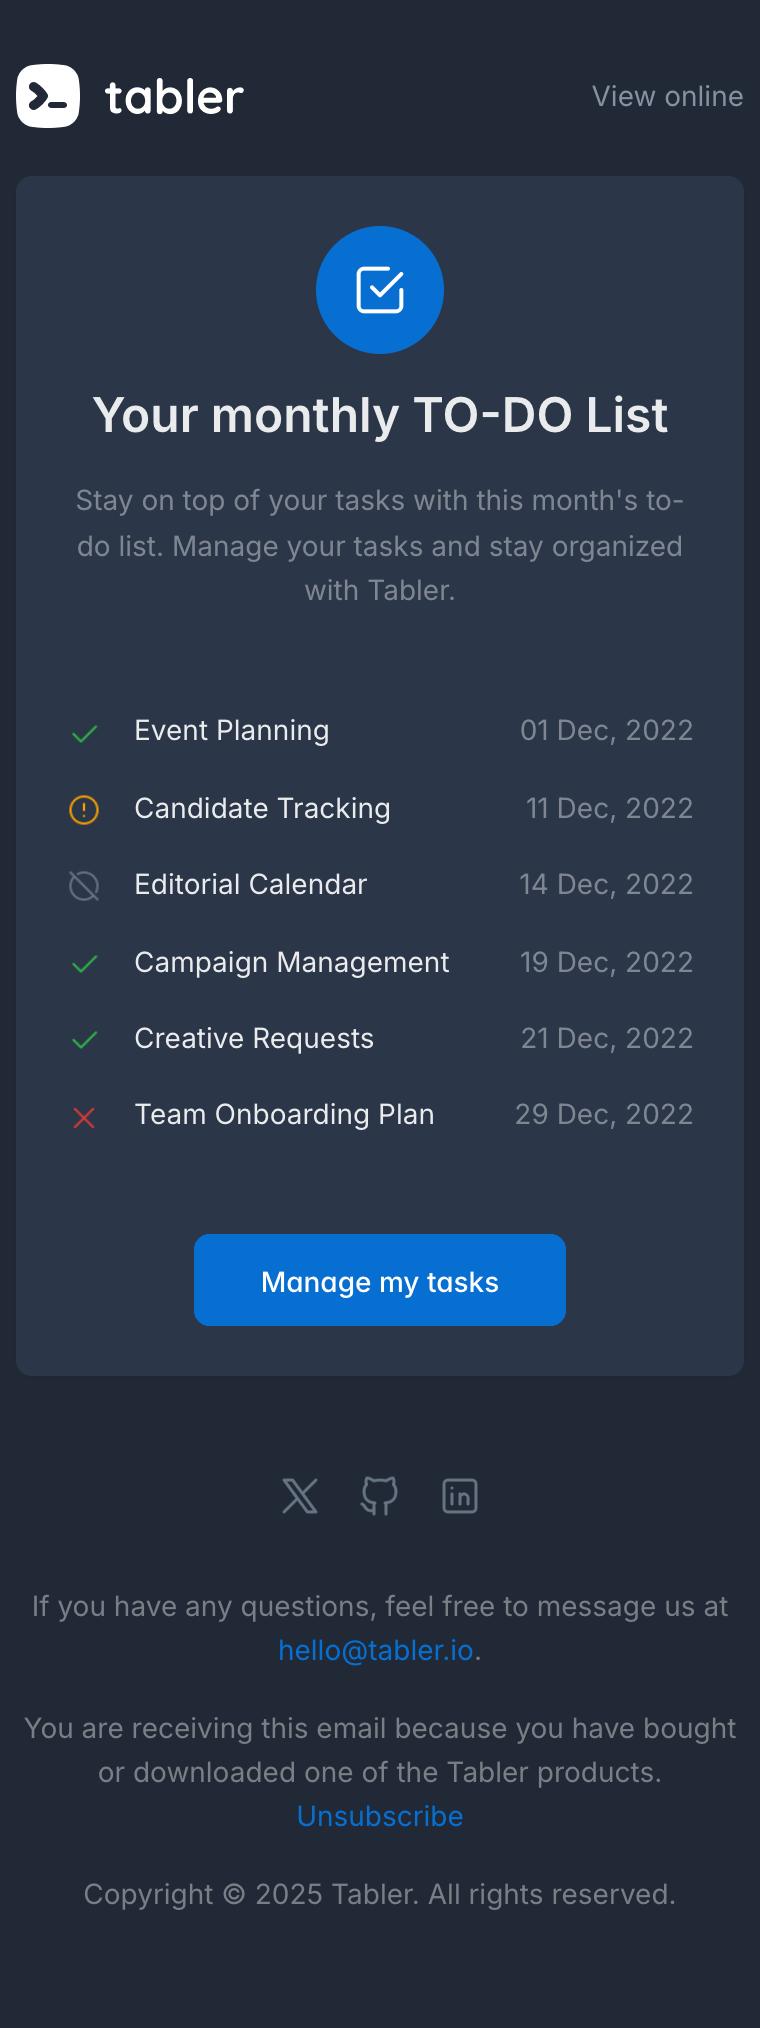 tabler
View online
Your monthly TO-DO List
Stay on top of your tasks with this month's to-
do list. Manage your tasks and stay organized
with Tabler.
Event Planning 01 Dec, 2022
Candidate Tracking 11 Dec, 2022
Editorial Calendar 14 Dec, 2022
Campaign Management 19 Dec, 2022
Creative Requests 21 Dec, 2022
Team Onboarding Plan 29 Dec, 2022
Manage my tasks
If you have any questions, feel free to message us at
hello@tabler.io.
You are receiving this email because you have bought
or downloaded one of the Tabler products.
Unsubscribe
Copyright © 2025 Tabler. All rights reserved.